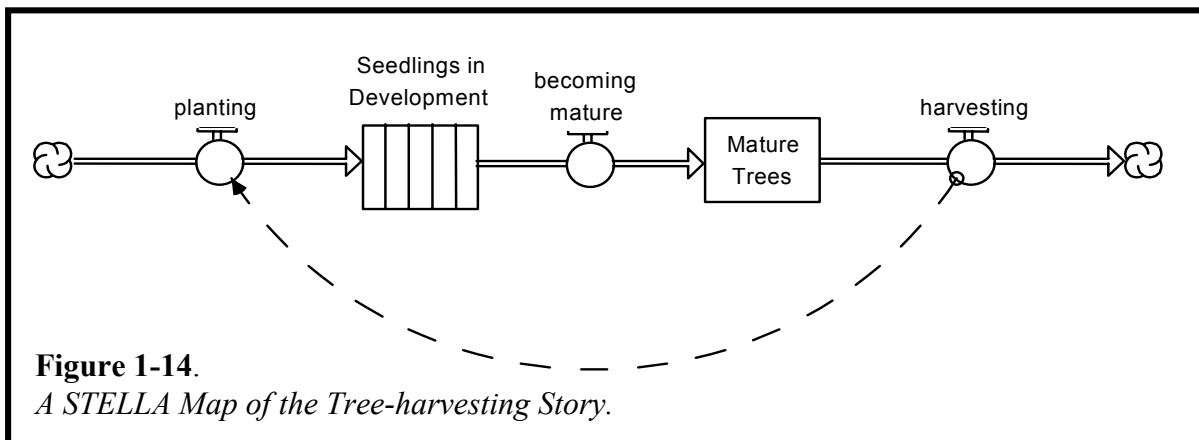 planting
Seedlings in
Development
becoming
mature
Mature
Trees
harvesting
Figure 1-14.
A STELLA Map of the Tree-harvesting Story.